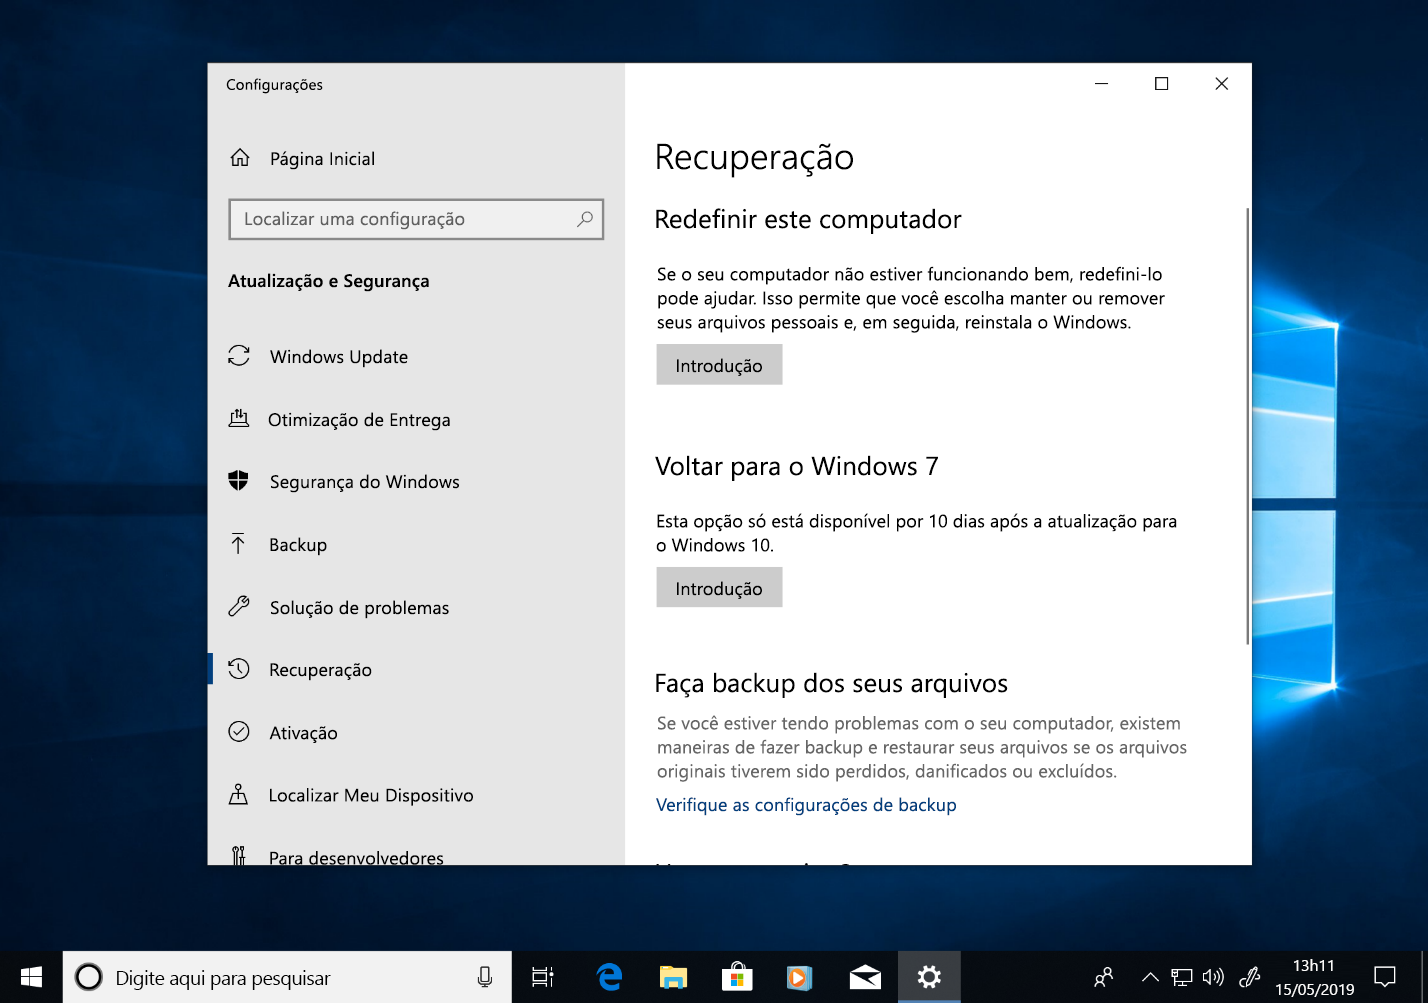 Configurações
Página Inicial
Localizar uma configuração
Atualização e Segurança
Windows Update
Otimização de Entrega
Segurança do Windows
Backup
Solução de problemas
Recuperação
Ativação
Localizar Meu Dispositivo
Para desenvolvedores
Recuperação
Redefinir este computador
Se o seu computador não estiver funcionando bem, redefini-lo
pode ajudar. Isso permite que você escolha manter ou remover
seus arquivos pessoais e, em seguida, reinstala o Windows.
Introdução
Voltar para o Windows 7
Esta opção só está disponível por 10 dias após a atualização para
o Windows 10.
Introdução
Faça backup dos seus arquivos
Se você estiver tendo problemas com o seu computador, existem
maneiras de fazer backup e restaurar seus arquivos se os arquivos
originais tiverem sido perdidos, danificados ou excluídos.
Verifique as configurações de backup
Digite aqui para pesquisar
13h11
15/05/2019